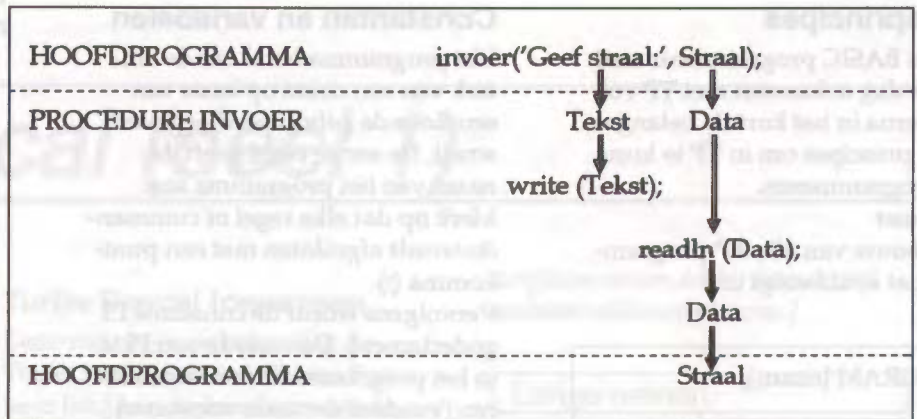 HOOFDPROGRAMMA invoer('Geef straal:', Straal);
PROCEDURE INVOER Tekst Data
write (Tekst);
readln (Data);
Data
HOOFDPROGRAMMA Straal